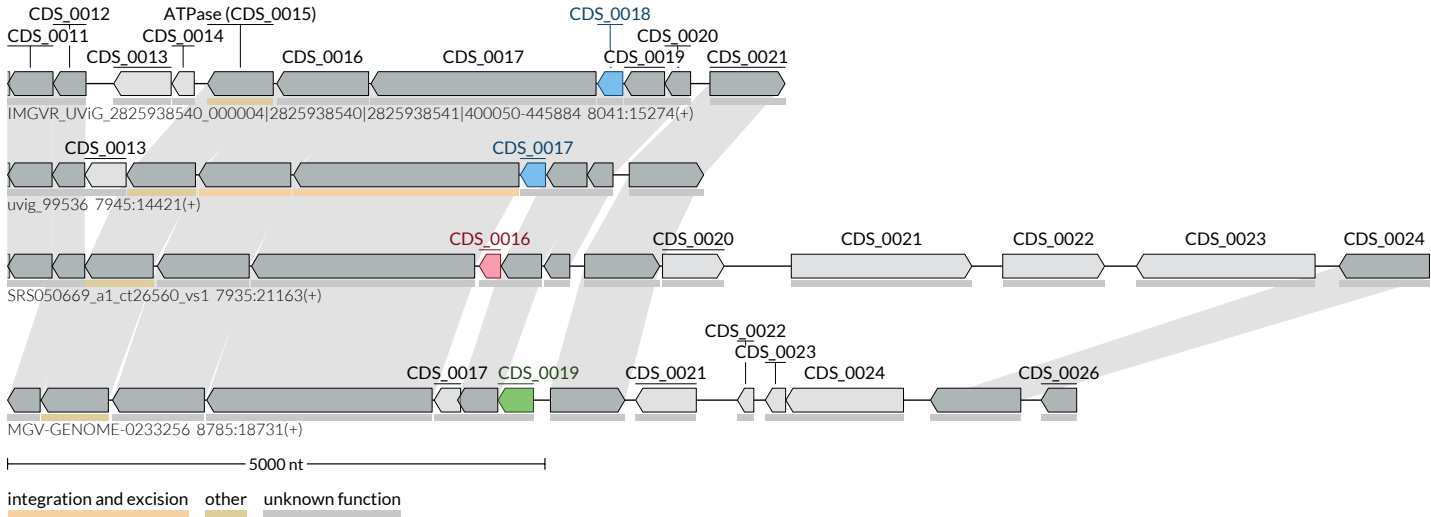 CDS_0012 ATPase (CDS_0015) CDS_0018
CDS_0011 CDS_0014 CDS_0020
CDS_0013 CDS_0016 CDS_0017 CDS_0019 CDS_0021
IMGVR_UViG_2825938540_000004|2825938540|2825938541|400050-445884 8041:15274(+)
CDS_0013 CDS_0017
uvig_99536 7945:14421(+)
CDS_0016 CDS_0020 CDS_0021 CDS_0022 CDS_0023 CDS_0024
SRS050669_a1_ct26560_vs1 7935:21163(+)
CDS_0022
CDS_0023
CDS_0017 CDS_0019 CDS_0021 CDS_0024 CDS_0026
MGV-GENOME-0233256 8785:18731(+)
5000 nt
integration and excision other unknown function